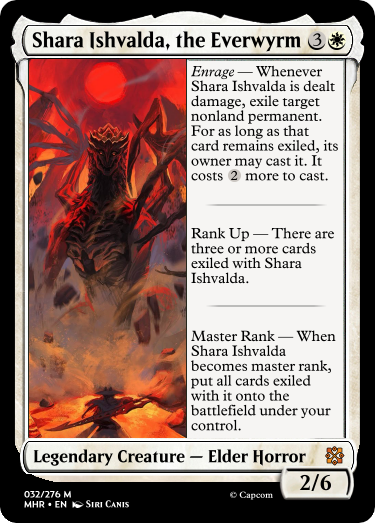 Shara Ishvalda, the Everwyrm 3
Enrage — Whenever
Shara Ishvalda is dealt
damage, exile target
nonland permanent.
For as long as that
card remains exiled, its
owner may cast it. It
costs 2 more to cast.
Rank Up — There are
three or more cards
exiled with Shara
Ishvalda.
Master Rank — When
Shara Ishvalda
becomes master rank,
put all cards exiled
with it onto the
battlefield under your
control.
Legendary Creature — Elder Horror
2/6
032/276 M
MHR • EN Siri Canis
© Capcom